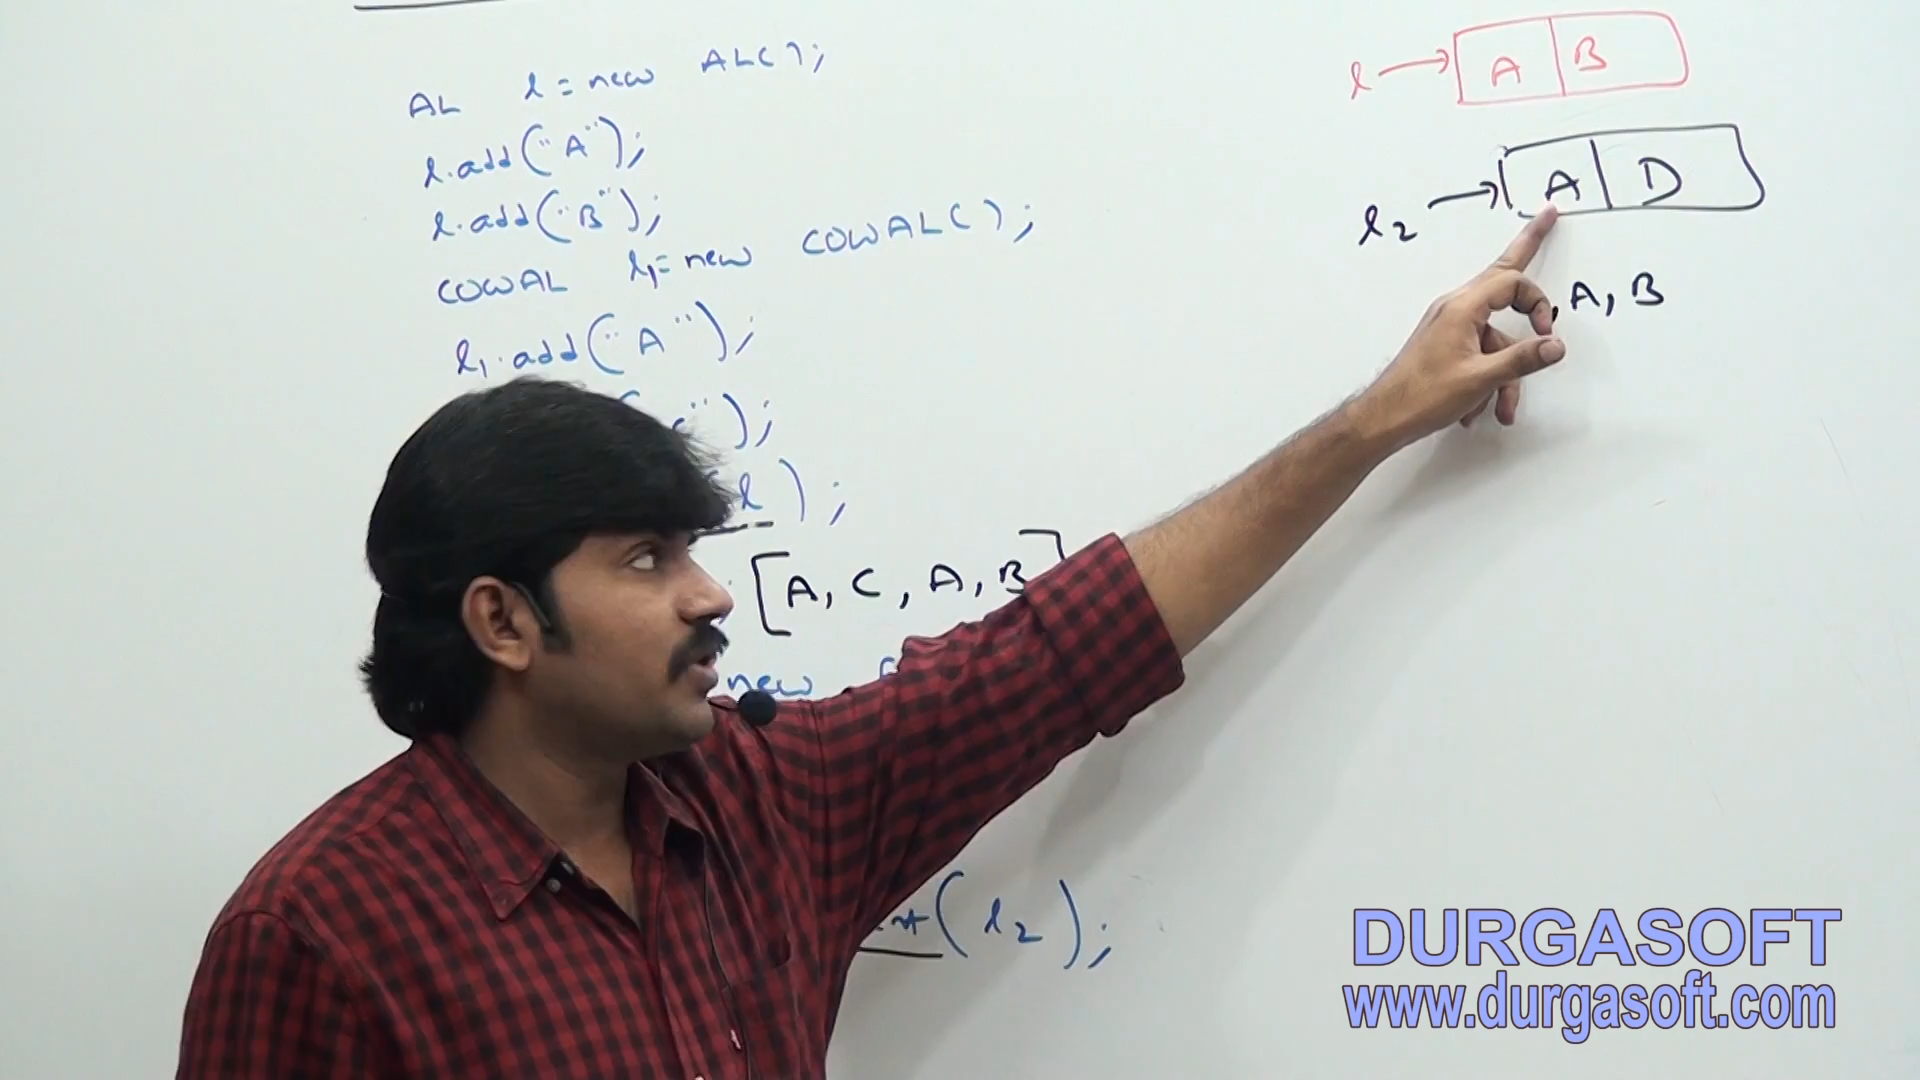 AL l = new AL();
l.add("A");
l.add("B");
COWAL l1 = new COWAL();
l1.add("A");
");
l);
[A, C, A, B]
new
(l2);
l → A B
l2 → A D
, A, B
DURGASOFT
www.durgasoft.com